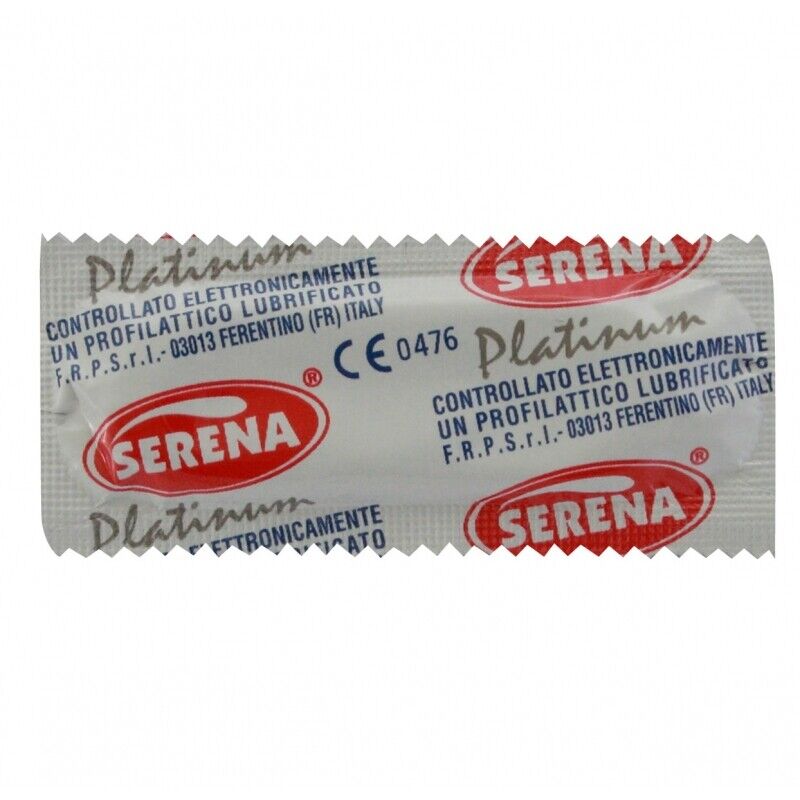 Platinum
CONTROLLATO ELETTRONICAMENTE
UN PROFILATTICO LUBRIFICATO
F.R.P.S.r.l.- 03013 FERENTINO (FR) ITALY
SERENA
CE 0476
SERENA®
Platinum
CONTROLLATO ELETTRONICAMENTE
UN PROFILATTICO LUBRIFICATO
F.R.P.S.r.l.- 03013 FERENTINO (FR) ITALY
Platinum
ELETTRONICAMENTE
SERENA®